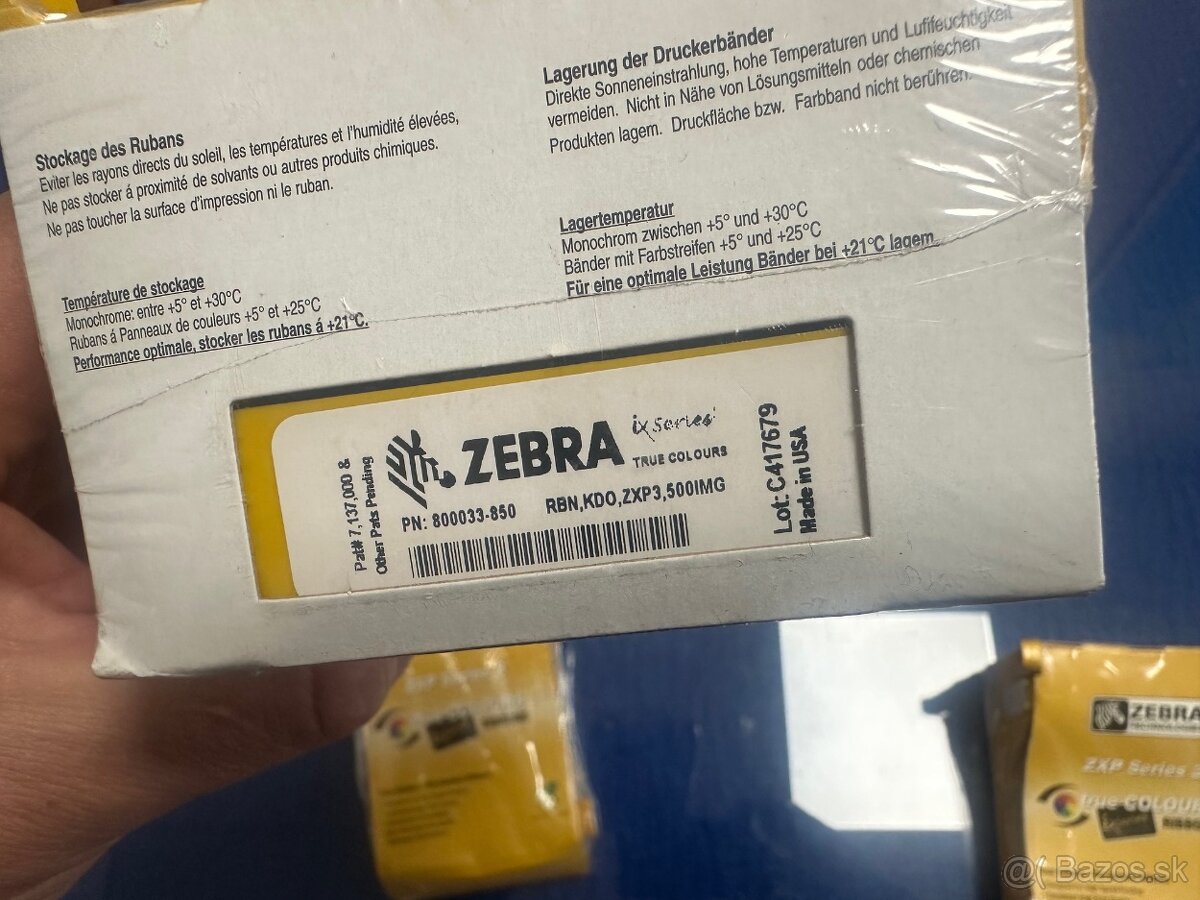 Stockage des Rubans
Eviter les rayons directs du soleil, les températures et l'humidité élevées,
Ne pas stocker á proximité de solvants ou autres produits chimiques.
Ne pas toucher la surface d'impression ni le ruban.
Température de stockage
Monochrome: entre +5° et +30°C
Rubans á Panneaux de couleurs +5° et +25°C
Performance optimale, stocker les rubans á +21°C.
Lagerung der Druckerbänder
Direkte Sonneneinstrahlung, hohe Temperaturen und Luftfeuchtigkeit
vermeiden. Nicht in Nähe von Lösungsmitteln oder chemischen
Produkten lagern. Druckfläche bzw. Farbband nicht berühren.
Lagertemperatur
Monochrom zwischen +5° und +30°C
Bänder mit Farbstreifen +5° und +25°C
Für eine optimale Leistung Bänder bei +21°C lagern.
Pat# 7,137,000 &
Other Pats Pending
ZEBRA
ix series
TRUE COLOURS
PN: 800033-850
RBN,KDO,ZXP3,500IMG
Lot: C417679
Made in USA
ZEBRA
ZXP Series
true COLOU
Bazos.sk